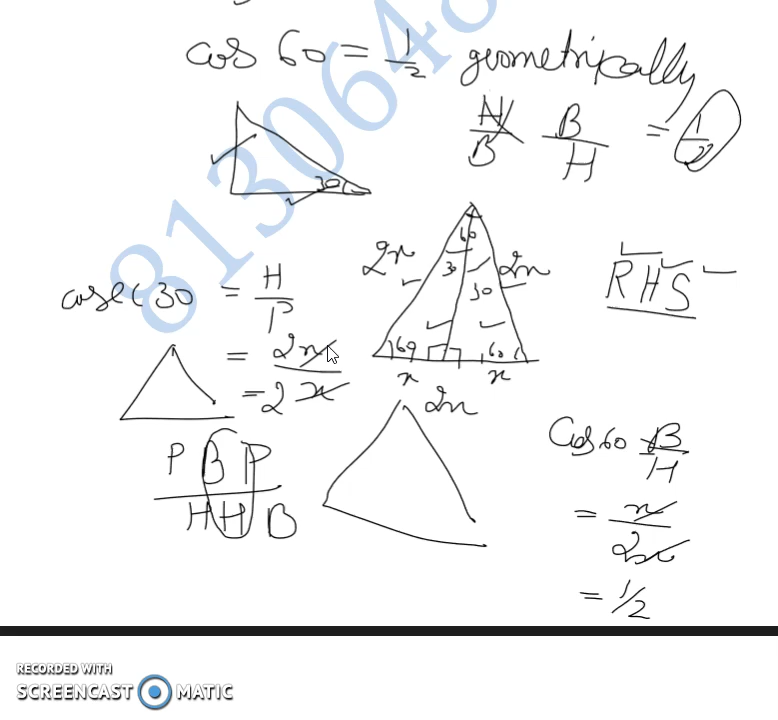 cos 60 = 1/2 geometrically
N/B B/H = 1/2
30
60
2x 30 2x
30
RHS
cosec 30 = H/P
= 2x/x
= 2
60 60
x x
2x
Cos 60 B/H
P B P
H H B
= x/2x
= 1/2
RECORDED WITH
SCREENCAST MATIC